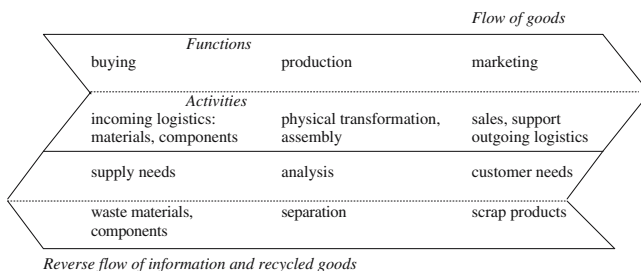 Flow of goods
Functions
buying production marketing
Activities
incoming logistics: physical transformation, sales, support
materials, components assembly outgoing logistics
supply needs analysis customer needs
waste materials, separation scrap products
components
Reverse flow of information and recycled goods